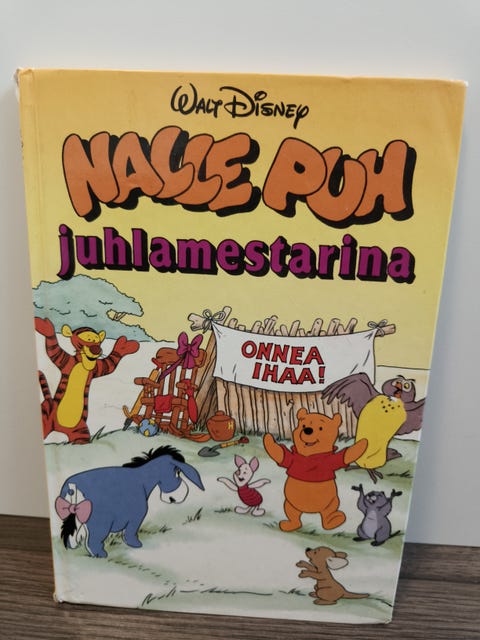 WALT DISNEY
NALLE PUH
juhlamestarina
ONNEA
IHAA!
H